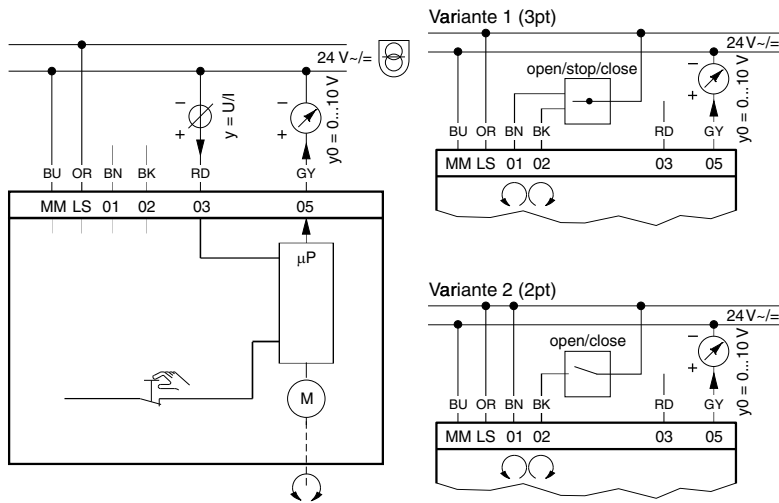 24 V~/=
y = U/I
y0 = 0...10 V
– –
+ +
BU OR BN BK RD GY
MM LS 01 02 03 05
µP
M
Variante 1 (3pt)
24 V~/=
open/stop/close
–
+
y0 = 0...10 V
BU OR BN BK RD GY
MM LS 01 02 03 05
Variante 2 (2pt)
24 V~/=
open/close
–
+
y0 = 0...10 V
BU OR BN BK RD GY
MM LS 01 02 03 05